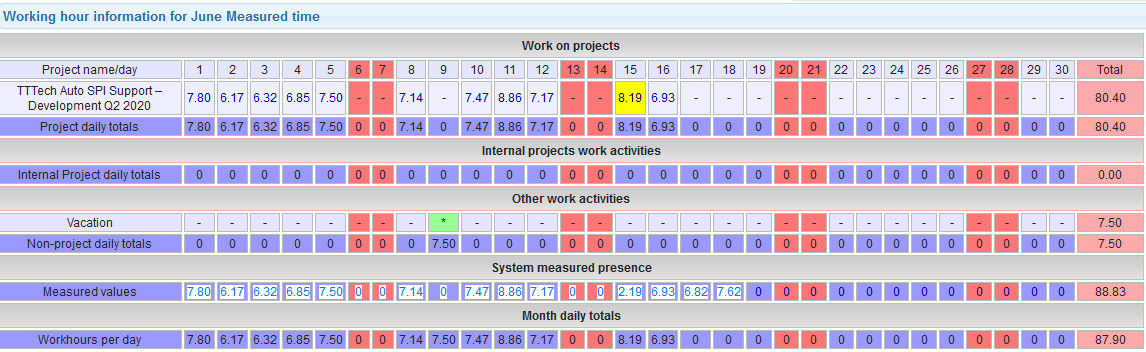 Working hour information for June Measured time
Work on projects
Project name/day 1 2 3 4 5 6 7 8 9 10 11 12 13 14 15 16 17 18 19 20 21 22 23 24 25 26 27 28 29 30 Total
TTTech Auto SPI Support –
Development Q2 2020 7.80 6.17 6.32 6.85 7.50 - - 7.14 - 7.47 8.86 7.17 - - 8.19 6.93 - - - - - - - - - - - - - - 80.40
Project daily totals 7.80 6.17 6.32 6.85 7.50 0 0 7.14 0 7.47 8.86 7.17 0 0 8.19 6.93 0 0 0 0 0 0 0 0 0 0 0 0 0 0 80.40
Internal projects work activities
Internal Project daily totals 0 0 0 0 0 0 0 0 0 0 0 0 0 0 0 0 0 0 0 0 0 0 0 0 0 0 0 0 0 0 0.00
Other work activities
Vacation - - - - - - - - * - - - - - - - - - - - - - - - - - - - - - 7.50
Non-project daily totals 0 0 0 0 0 0 0 0 7.50 0 0 0 0 0 0 0 0 0 0 0 0 0 0 0 0 0 0 0 0 0 7.50
System measured presence
Measured values 7.80 6.17 6.32 6.85 7.50 0 0 7.14 0 7.47 8.86 7.17 0 0 2.19 6.93 6.82 7.62 0 0 0 0 0 0 0 0 0 0 0 0 88.83
Month daily totals
Workhours per day 7.80 6.17 6.32 6.85 7.50 0 0 7.14 7.50 7.47 8.86 7.17 0 0 8.19 6.93 0 0 0 0 0 0 0 0 0 0 0 0 0 0 87.90